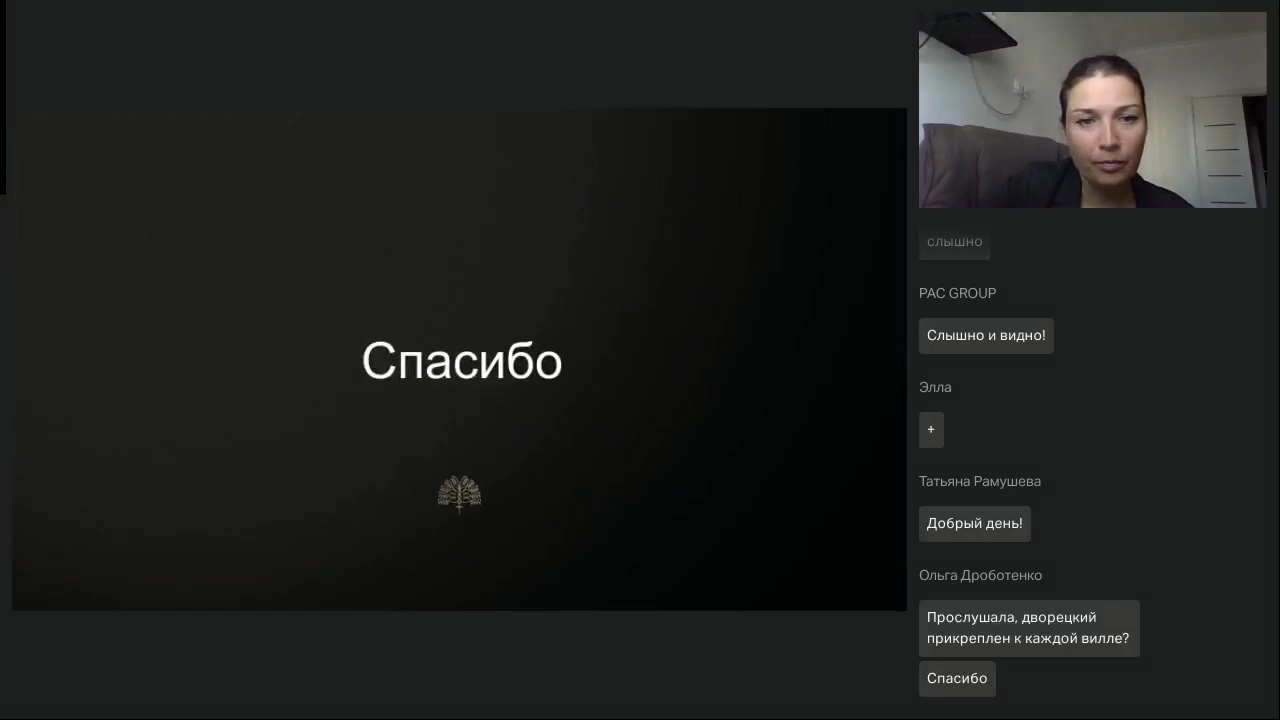 Спасибо
слышно
PAC GROUP
Слышно и видно!
Элла
+
Татьяна Рамушева
Добрый день!
Ольга Дроботенко
Прослушала, дворецкий
прикреплен к каждой вилле?
Спасибо